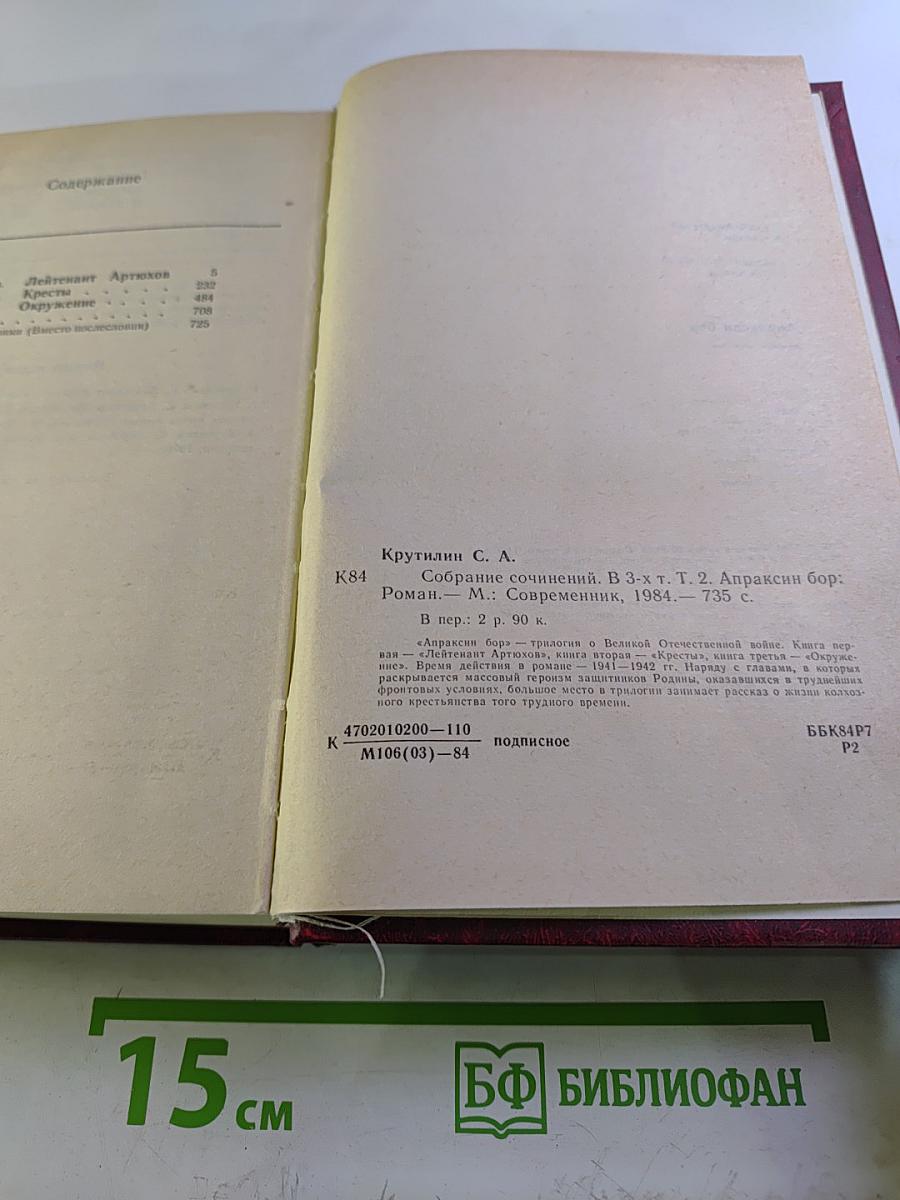 Содержание
Лейтенант Артюхов 5
Кресты . . . . . 232
Окружение . . . . 484
. . . . . . . . . . 708
(Вместо послесловия) 725
Крутилин С. А.
К84 Собрание сочинений. В 3-х т. Т. 2. Апраксин бор:
Роман.— М.: Современник, 1984.— 735 с.
В пер.: 2 р. 90 к.
«Апраксин бор» — трилогия о Великой Отечественной войне. Книга пер-
вая — «Лейтенант Артюхов», книга вторая — «Кресты», книга третья — «Окруже-
ние». Время действия в романе — 1941—1942 гг. Наряду с главами, в которых
раскрывается массовый героизм защитников Родины, оказавшихся в труднейших
фронтовых условиях, большое место в трилогии занимает рассказ о жизни колхоз-
ного крестьянства того трудного времени.
К 4702010200—110 подписное ББК84Р7
М106(03)—84 Р2
15 см
БФ БИБЛИОФАН